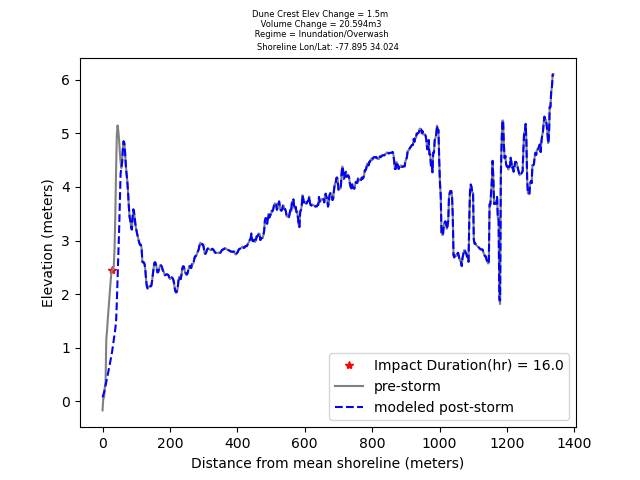 Dune Crest Elev Change = 1.5m
Volume Change = 20.594m3
Regime = Inundation/Overwash
Shoreline Lon/Lat: -77.895 34.024
6
5
4
3
2
1
0
Elevation (meters)
Impact Duration(hr) = 16.0
pre-storm
modeled post-storm
0 200 400 600 800 1000 1200 1400
Distance from mean shoreline (meters)